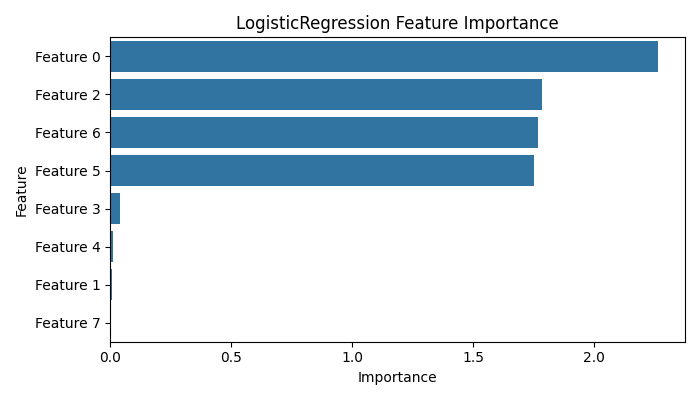 LogisticRegression Feature Importance
Feature
Feature 0
Feature 2
Feature 6
Feature 5
Feature 3
Feature 4
Feature 1
Feature 7
0.0 0.5 1.0 1.5 2.0
Importance